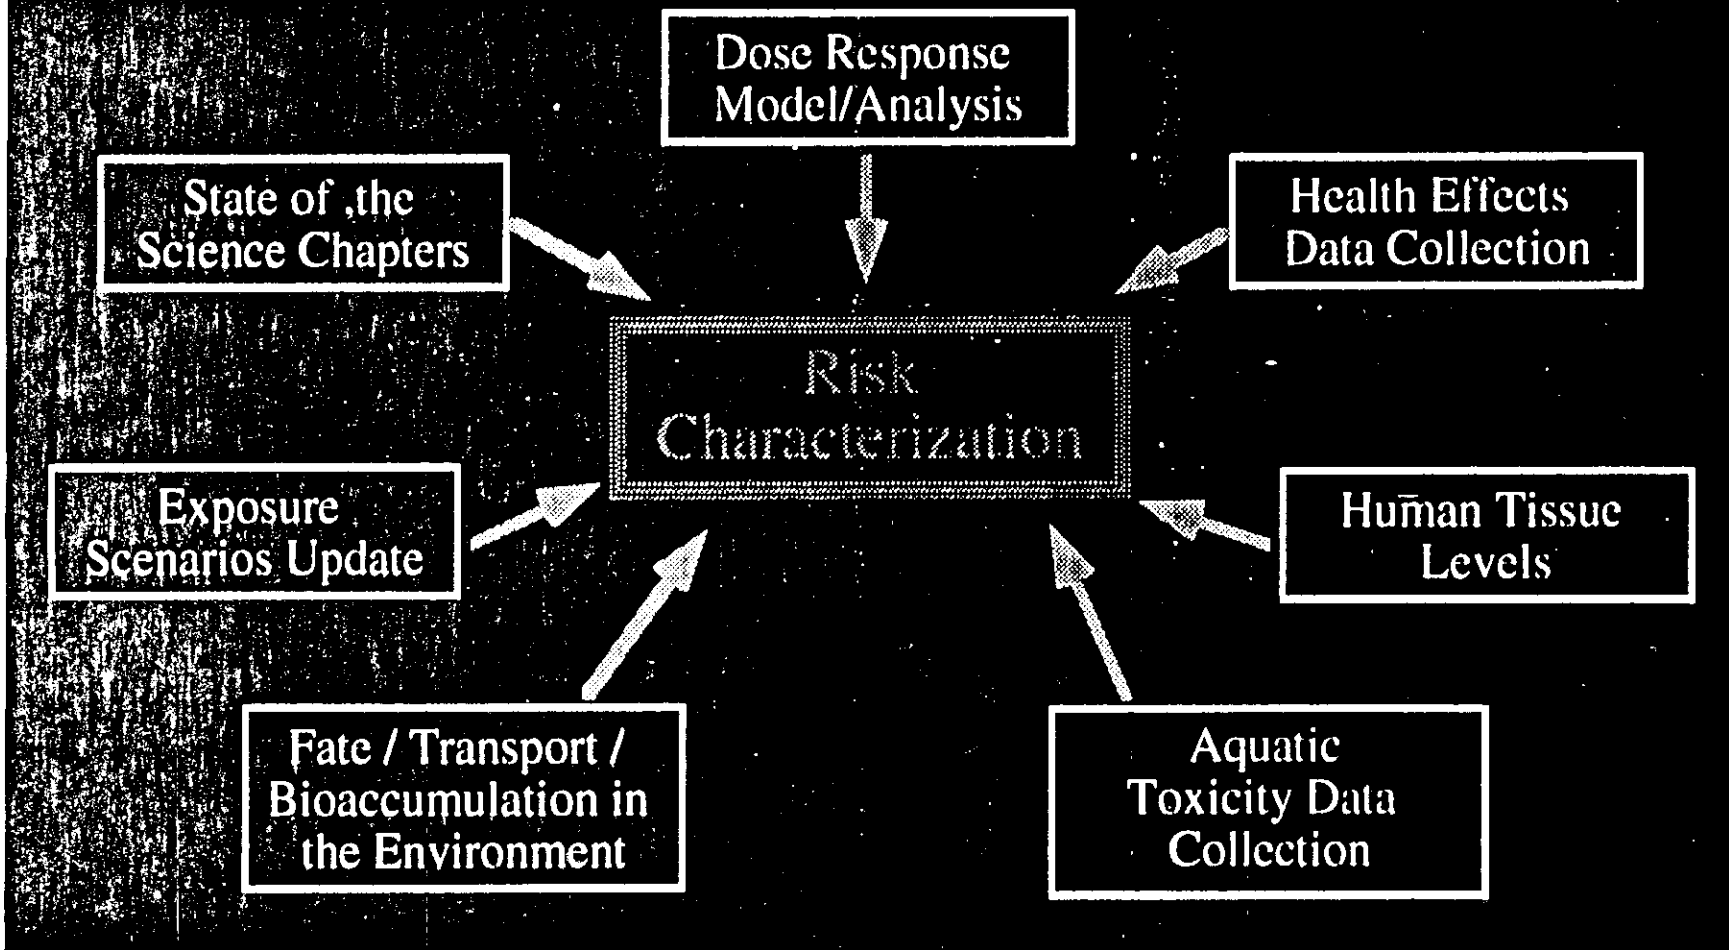 Dose Response
Model/Analysis
State of the
Science Chapters
Health Effects
Data Collection
Risk
Characterization
Exposure
Scenarios Update
Human Tissue
Levels
Fate / Transport /
Bioaccumulation in
the Environment
Aquatic
Toxicity Data
Collection